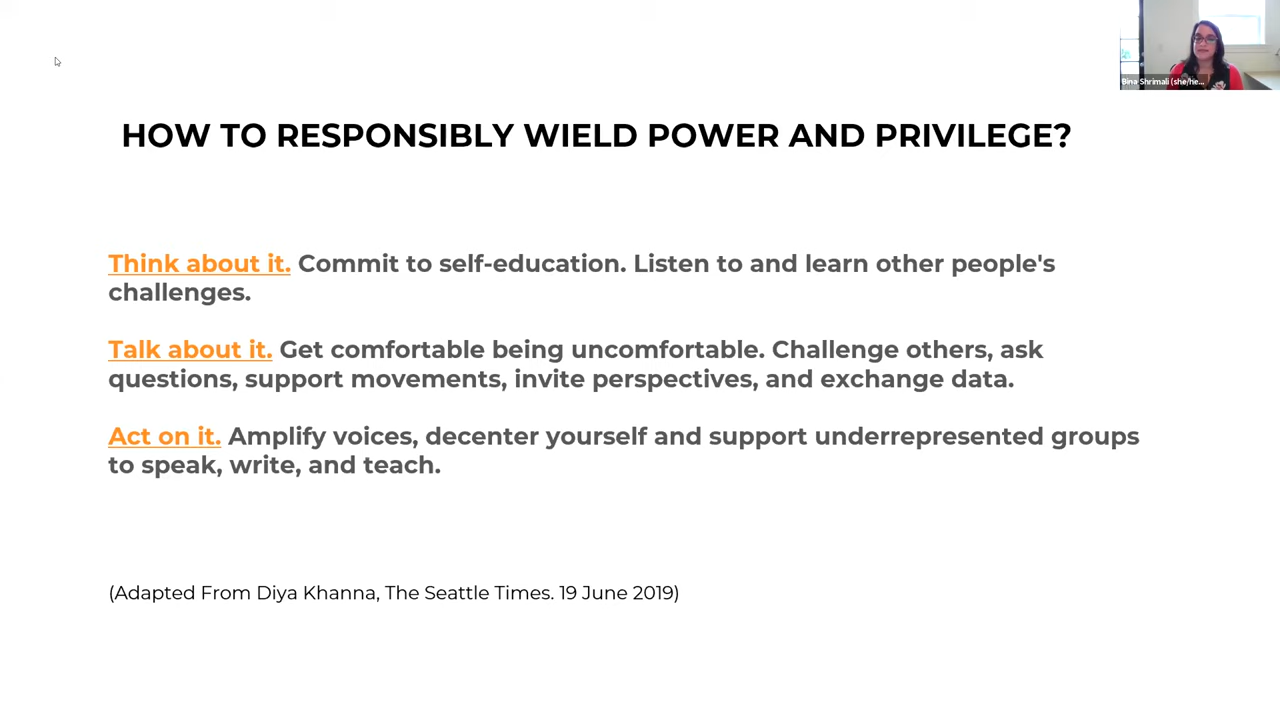 Bina Shrimali (she/he...
HOW TO RESPONSIBLY WIELD POWER AND PRIVILEGE?
Think about it. Commit to self-education. Listen to and learn other people's
challenges.
Talk about it. Get comfortable being uncomfortable. Challenge others, ask
questions, support movements, invite perspectives, and exchange data.
Act on it. Amplify voices, decenter yourself and support underrepresented groups
to speak, write, and teach.
(Adapted From Diya Khanna, The Seattle Times. 19 June 2019)